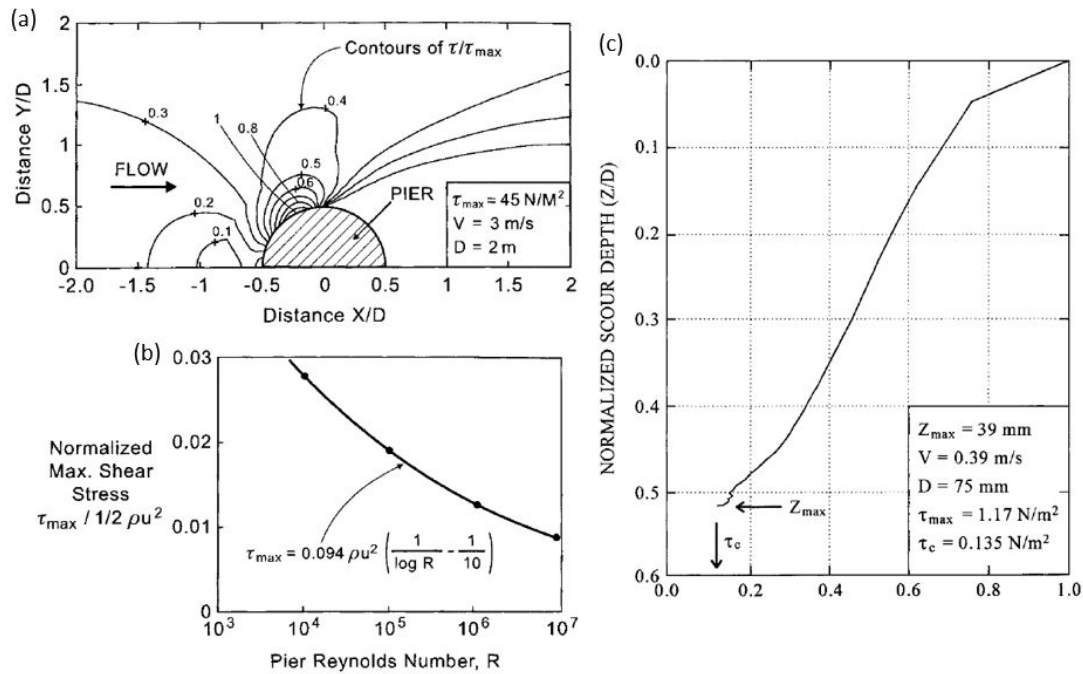 (a)
2
1.5
1
0.5
0
Distance Y/D
Contours of τ/τmax
0.3
0.8
1
0.4
0.5
0.6
0.2
0.1
FLOW
PIER
τmax = 45 N/M²
V = 3 m/s
D = 2 m
-2.0 -1.5 -1 -0.5 0 0.5 1 1.5 2
Distance X/D
(b)
0.03
0.02
0.01
0
Normalized
Max. Shear
Stress
τmax / 1/2 ρu²
τmax = 0.094 ρu² (1/log R - 1/10)
10³ 10⁴ 10⁵ 10⁶ 10⁷
Pier Reynolds Number, R
(c)
0.0
0.1
0.2
0.3
0.4
0.5
0.6
NORMALIZED SCOUR DEPTH (Z/D)
Zmax
τc
Zmax = 39 mm
V = 0.39 m/s
D = 75 mm
τmax = 1.17 N/m²
τc = 0.135 N/m²
0.0 0.2 0.4 0.6 0.8 1.0